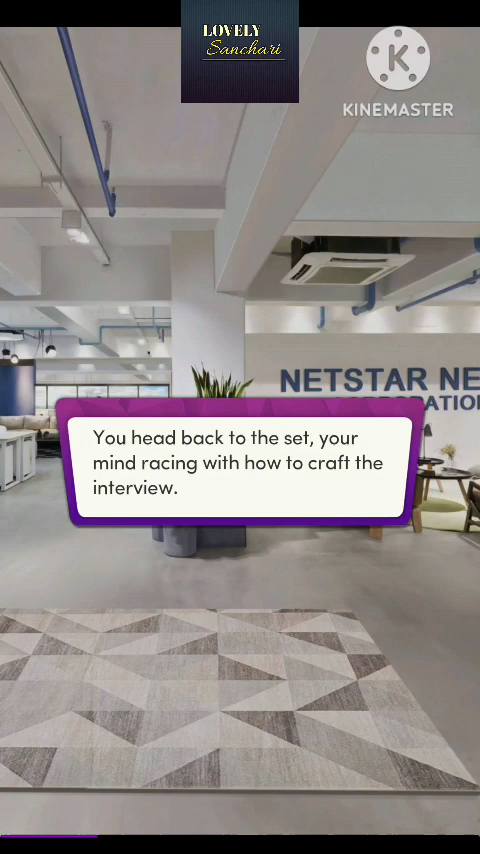 LOVELY
Sanchari
KINEMASTER
NETSTAR NE
CORPORATION
You head back to the set, your
mind racing with how to craft the
interview.